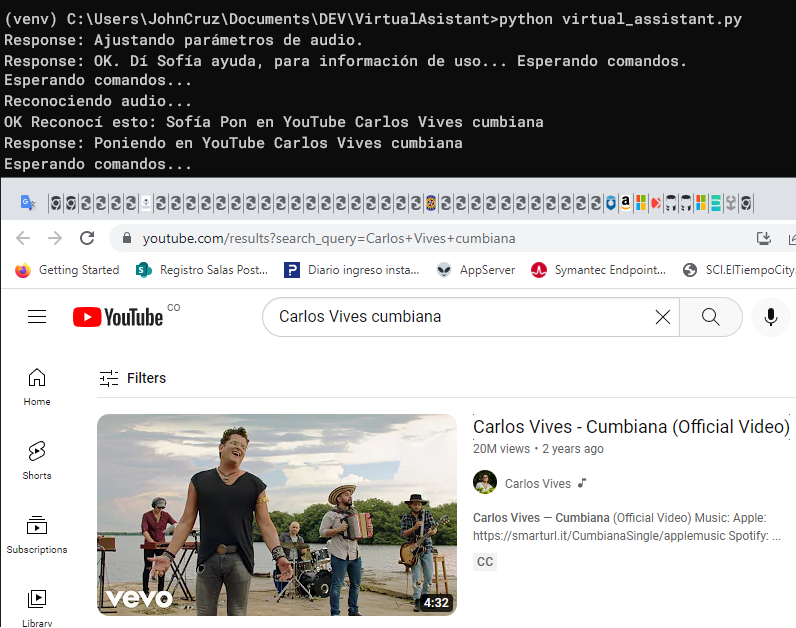 (venv) C:\Users\JohnCruz\Documents\DEV\VirtualAsistant>python virtual_assistant.py
Response: Ajustando parámetros de audio.
Response: OK. Dí Sofía ayuda, para información de uso... Esperando comandos.
Esperando comandos...
Reconociendo audio...
OK Reconocí esto: Sofía Pon en YouTube Carlos Vives cumbiana
Response: Poniendo en YouTube Carlos Vives cumbiana
Esperando comandos...
youtube.com/results?search_query=Carlos+Vives+cumbiana
Getting Started Registro Salas Post... Diario ingreso insta... AppServer Symantec Endpoint... SCI.ElTiempoCity
YouTube CO
Carlos Vives cumbiana
Filters
Home
Shorts
Subscriptions
Library
vevo
4:32
Carlos Vives - Cumbiana (Official Video)
20M views • 2 years ago
Carlos Vives
Carlos Vives — Cumbiana (Official Video) Music: Apple:
https://smarturl.it/CumbianaSingle/applemusic Spotify: ...
CC